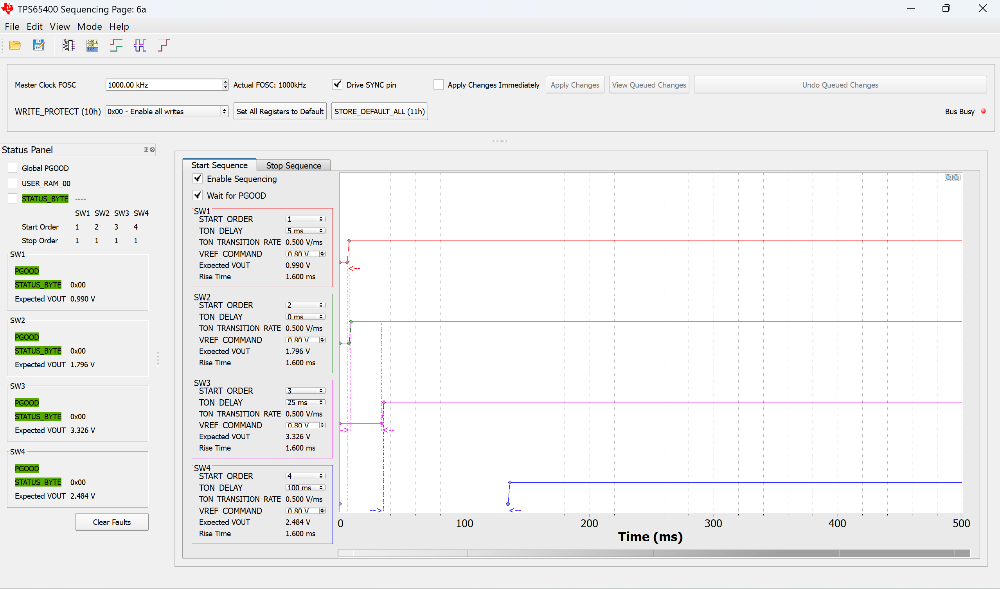 TPS65400 Sequencing Page: 6a
File Edit View Mode Help
0.60
0.80
1.87
Master Clock FOSC 1000.00 kHz Actual FOSC: 1000kHz Drive SYNC pin Apply Changes Immediately Apply Changes View Queued Changes Undo Queued Changes
WRITE_PROTECT (10h) 0x00 - Enable all writes Set All Registers to Default STORE_DEFAULT_ALL (11h) Bus Busy
Status Panel
Global PGOOD
USER_RAM_00
STATUS_BYTE ----
SW1 SW2 SW3 SW4
Start Order 1 2 3 4
Stop Order 1 1 1 1
SW1
PGOOD
STATUS_BYTE 0x00
Expected VOUT 0.990 V
SW2
PGOOD
STATUS_BYTE 0x00
Expected VOUT 1.796 V
SW3
PGOOD
STATUS_BYTE 0x00
Expected VOUT 3.326 V
SW4
PGOOD
STATUS_BYTE 0x00
Expected VOUT 2.484 V
Clear Faults
Start Sequence Stop Sequence
Enable Sequencing
Wait for PGOOD
SW1
START ORDER 1
TON DELAY 5 ms
TON TRANSITION RATE 0.500 V/ms
VREF COMMAND 0.80 V
Expected VOUT 0.990 V
Rise Time 1.600 ms
SW2
START ORDER 2
TON DELAY 0 ms
TON TRANSITION RATE 0.500 V/ms
VREF COMMAND 0.80 V
Expected VOUT 1.796 V
Rise Time 1.600 ms
SW3
START ORDER 3
TON DELAY 25 ms
TON TRANSITION RATE 0.500 V/ms
VREF COMMAND 0.80 V
Expected VOUT 3.326 V
Rise Time 1.600 ms
SW4
START ORDER 4
TON DELAY 100 ms
TON TRANSITION RATE 0.500 V/ms
VREF COMMAND 0.80 V
Expected VOUT 2.484 V
Rise Time 1.600 ms
<--
-> <--
--> <--
0 100 200 300 400 500
Time (ms)